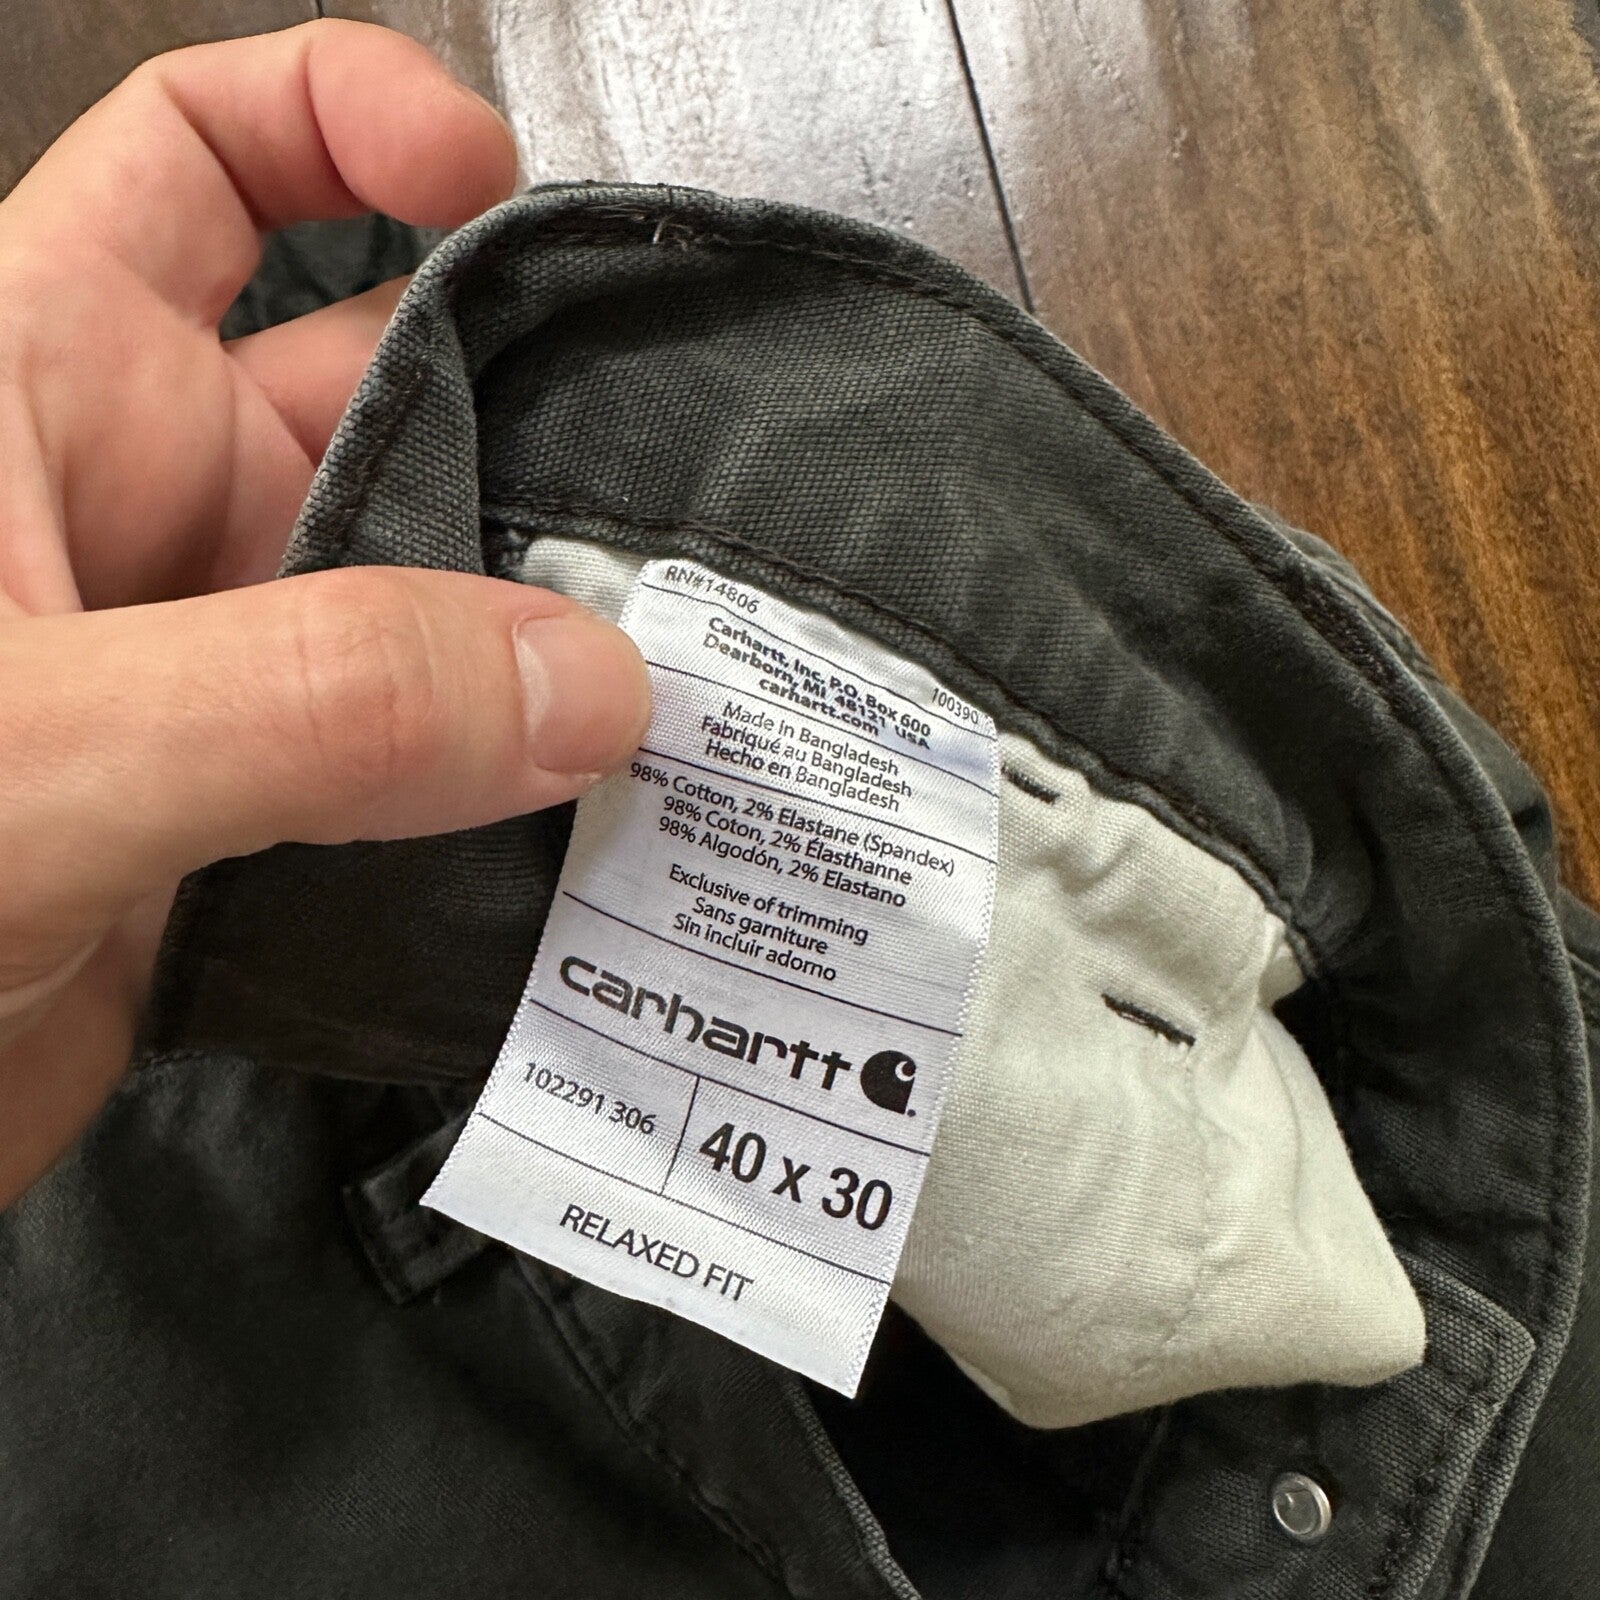 RN#14806
Carhartt, Inc. P.O. Box 600
Dearborn, MI 48121 USA
carhartt.com
100390
Made in Bangladesh
Fabriqué au Bangladesh
Hecho en Bangladesh
98% Cotton, 2% Elastane (Spandex)
98% Coton, 2% Élasthanne
98% Algodón, 2% Elastano
Exclusive of trimming
Sans garniture
Sin incluir adorno
carhartt
102291 306
40 x 30
RELAXED FIT